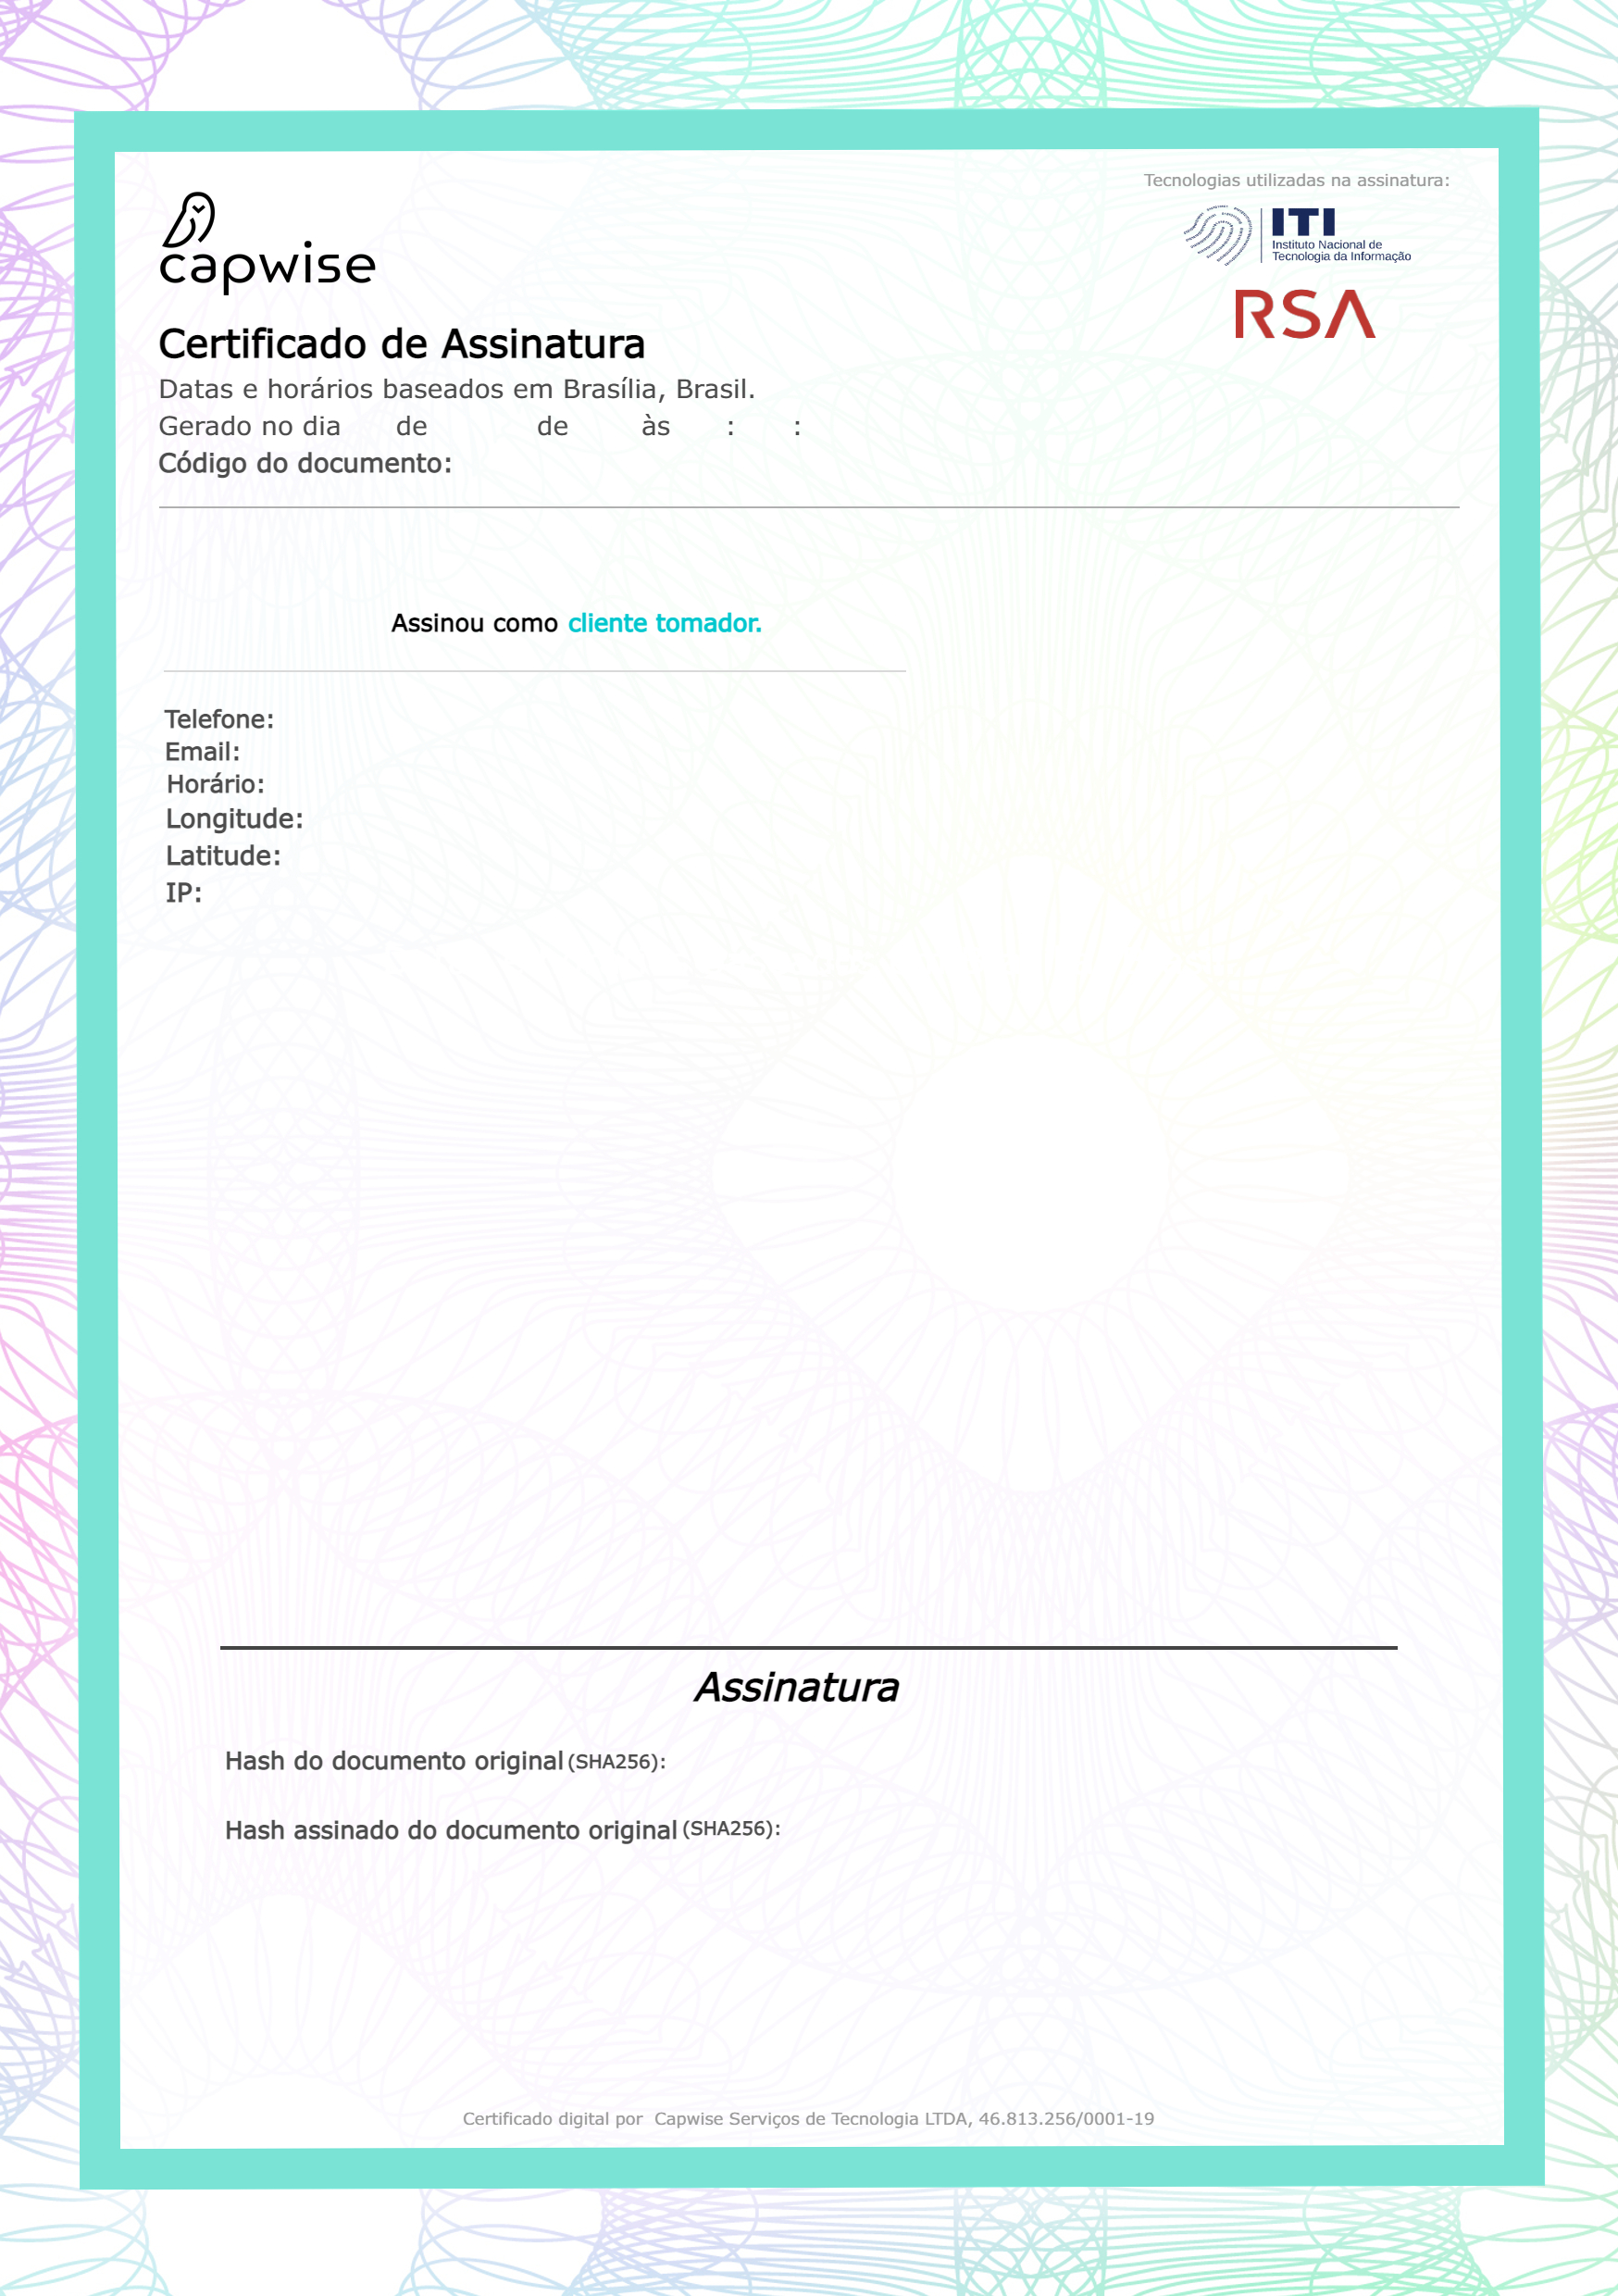 Tecnologias utilizadas na assinatura:
ITI
Instituto Nacional de
Tecnologia da Informação
RSA
capwise
Certificado de Assinatura
Datas e horários baseados em Brasília, Brasil.
Gerado no dia de de às : :
Código do documento:
Assinou como cliente tomador.
Telefone:
Email:
Horário:
Longitude:
Latitude:
IP:
Assinatura
Hash do documento original (SHA256):
Hash assinado do documento original (SHA256):
Certificado digital por Capwise Serviços de Tecnologia LTDA, 46.813.256/0001-19